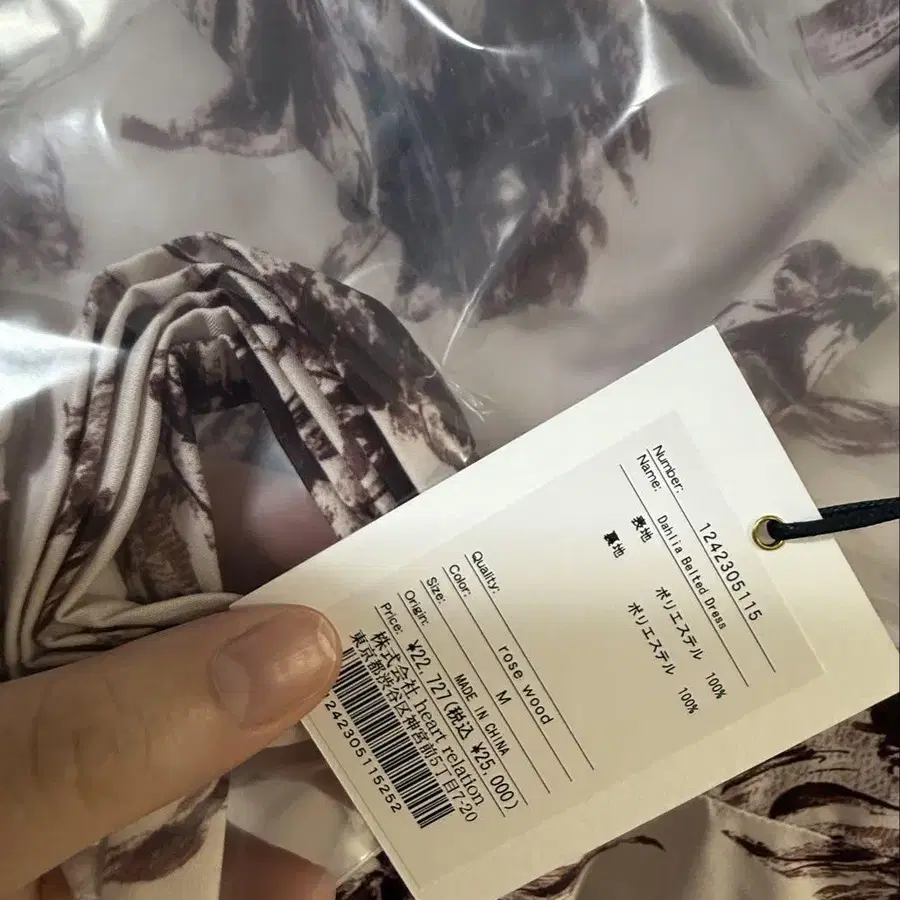 Number: 1242305115
Name: Dahlia Belted Dress
表地 ポリエステル 100%
裏地 ポリエステル 100%
Quality:
Color: rose wood
Size: M
Origin: MADE IN CHINA
Price: ¥22,727(税込 ¥25,000)
株式会社 heart relation
東京都渋谷区神宮前5丁目7-20
1242305115252